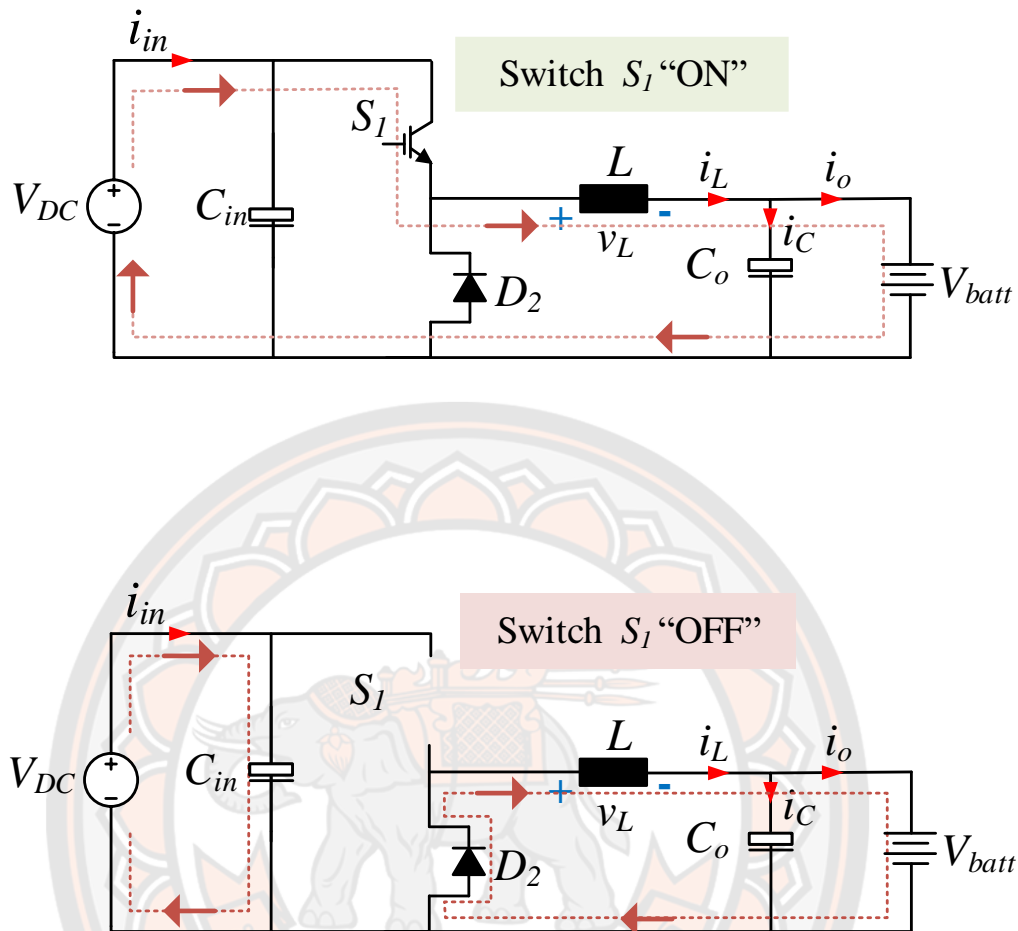 i_in
Switch S_1 "ON"
S_1
L
i_L
i_o
V_DC
+
-
C_in
+
-
v_L
i_C
C_o
D_2
V_batt
i_in
Switch S_1 "OFF"
S_1
L
i_L
i_o
V_DC
+
-
C_in
+
-
v_L
i_C
C_o
D_2
V_batt